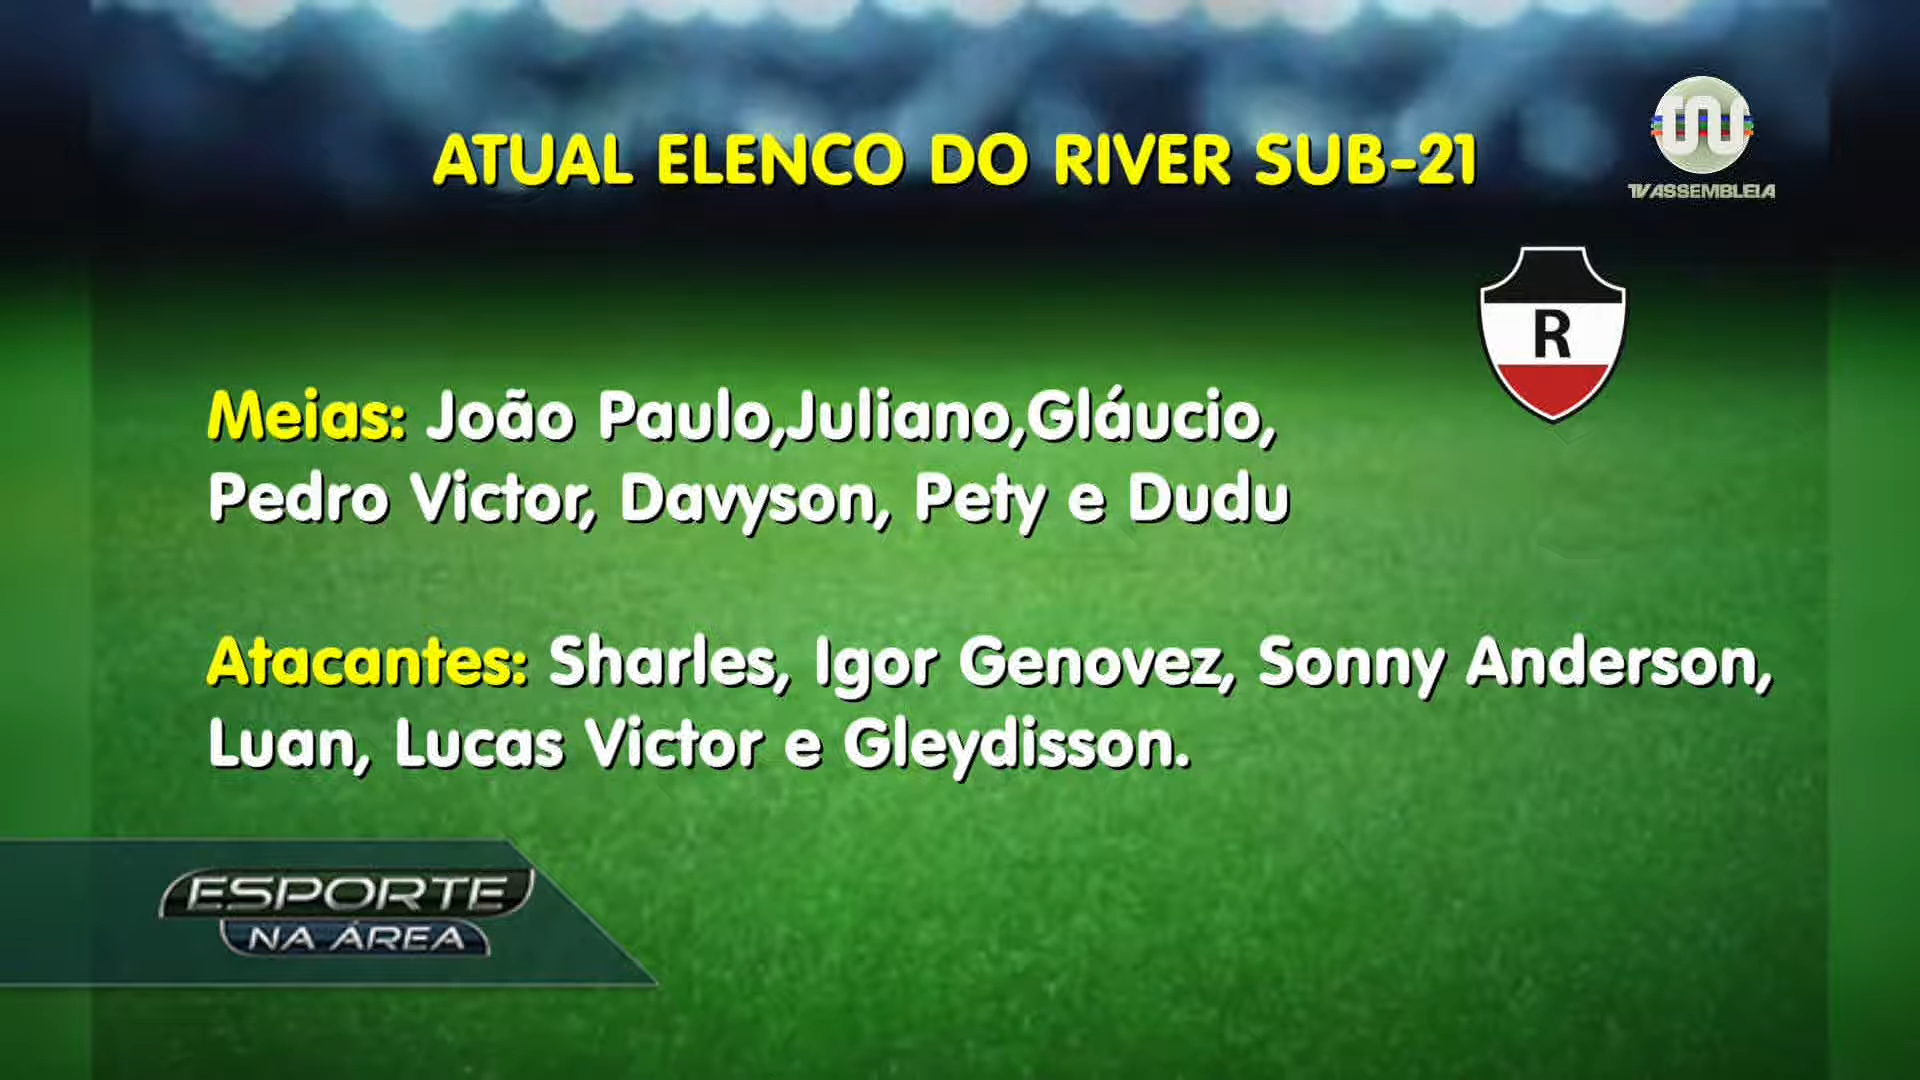 ATUAL ELENCO DO RIVER SUB-21
TV ASSEMBLEIA
R
Meias: João Paulo,Juliano,Gláucio,
Pedro Victor, Davyson, Pety e Dudu
Atacantes: Sharles, Igor Genovez, Sonny Anderson,
Luan, Lucas Victor e Gleydisson.
ESPORTE
NA ÁREA